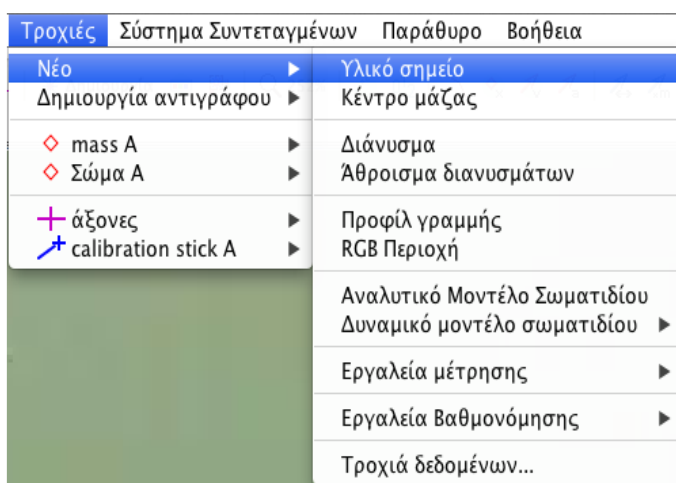 Τροχιές Σύστημα Συντεταγμένων Παράθυρο Βοήθεια
Νέο
Δημιουργία αντιγράφου
mass A
Σώμα A
άξονες
calibration stick A
Υλικό σημείο
Κέντρο μάζας
Διάνυσμα
Άθροισμα διανυσμάτων
Προφίλ γραμμής
RGB Περιοχή
Αναλυτικό Μοντέλο Σωματιδίου
Δυναμικό μοντέλο σωματιδίου
Εργαλεία μέτρησης
Εργαλεία Βαθμονόμησης
Τροχιά δεδομένων...